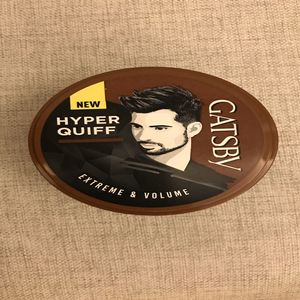 NEW
HYPER
QUIFF
EXTREME & VOLUME
GATSBY